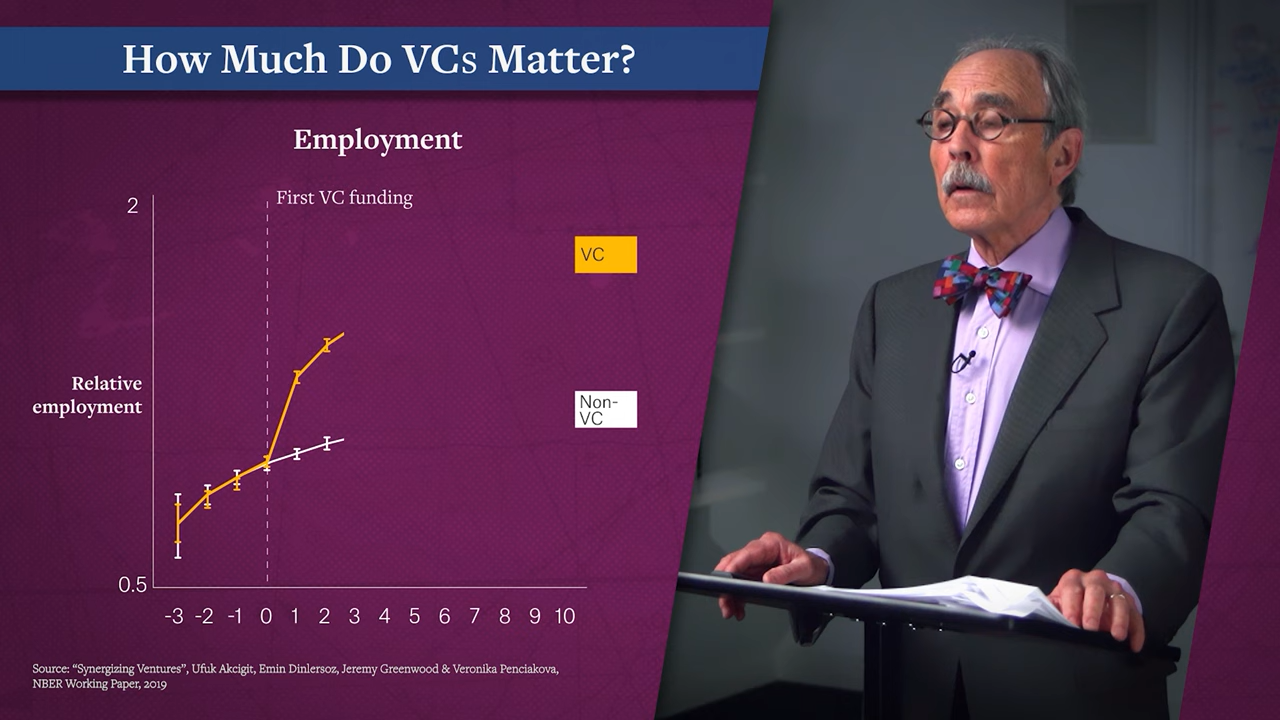 How Much Do VCs Matter?
Employment
First VC funding
2
VC
Relative
employment
Non-
VC
0.5
-3 -2 -1 0 1 2 3 4 5 6 7 8 9 10
Source: “Synergizing Ventures”, Ufuk Akcigit, Emin Dinlersoz, Jeremy Greenwood & Veronika Penciakova,
NBER Working Paper, 2019